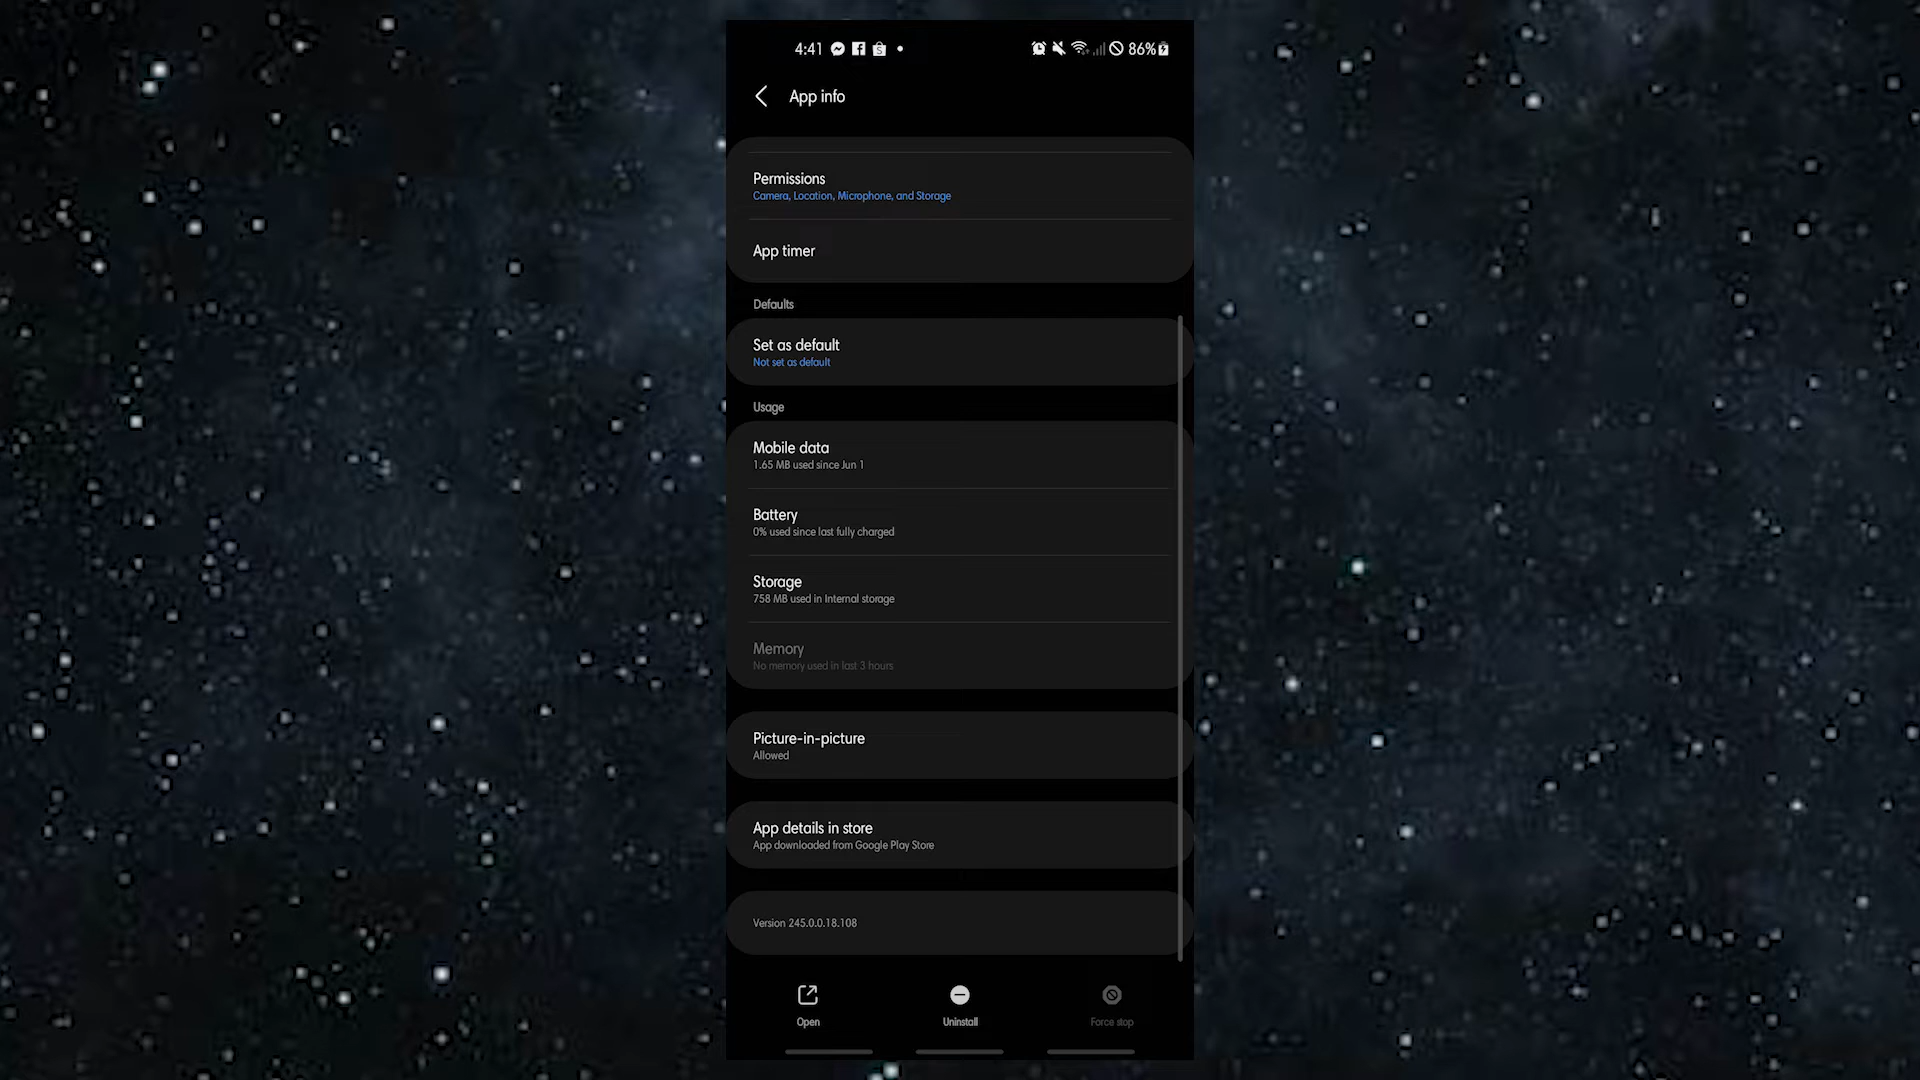 4:41
86%
App info
Permissions
Camera, Location, Microphone, and Storage
App timer
Defaults
Set as default
Not set as default
Usage
Mobile data
1.65 MB used since Jun 1
Battery
0% used since last fully charged
Storage
758 MB used in Internal storage
Memory
No memory used in last 3 hours
Picture-in-picture
Allowed
App details in store
App downloaded from Google Play Store
Version 245.0.0.18.108
Open
Uninstall
Force stop